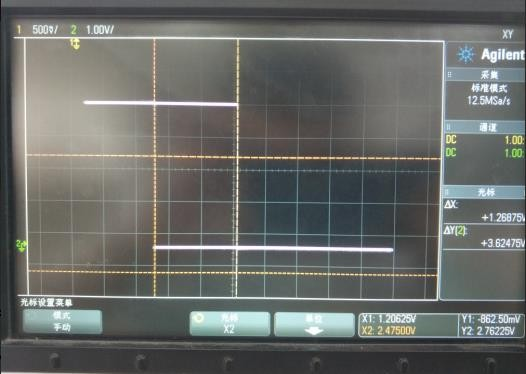 1 500▽/ 2 1.00V/
XY
Agilent
采集
标准模式
12.5MSa/s
通道
DC 1.00:
DC 1.00:
光标
ΔX:
+1.26875V
ΔY(2):
+3.62475V
光标设置菜单
模式
手动
光标
X2
单位
X1: 1.20625V
X2: 2.47500V
Y1: -862.50mV
Y2: 2.76225V